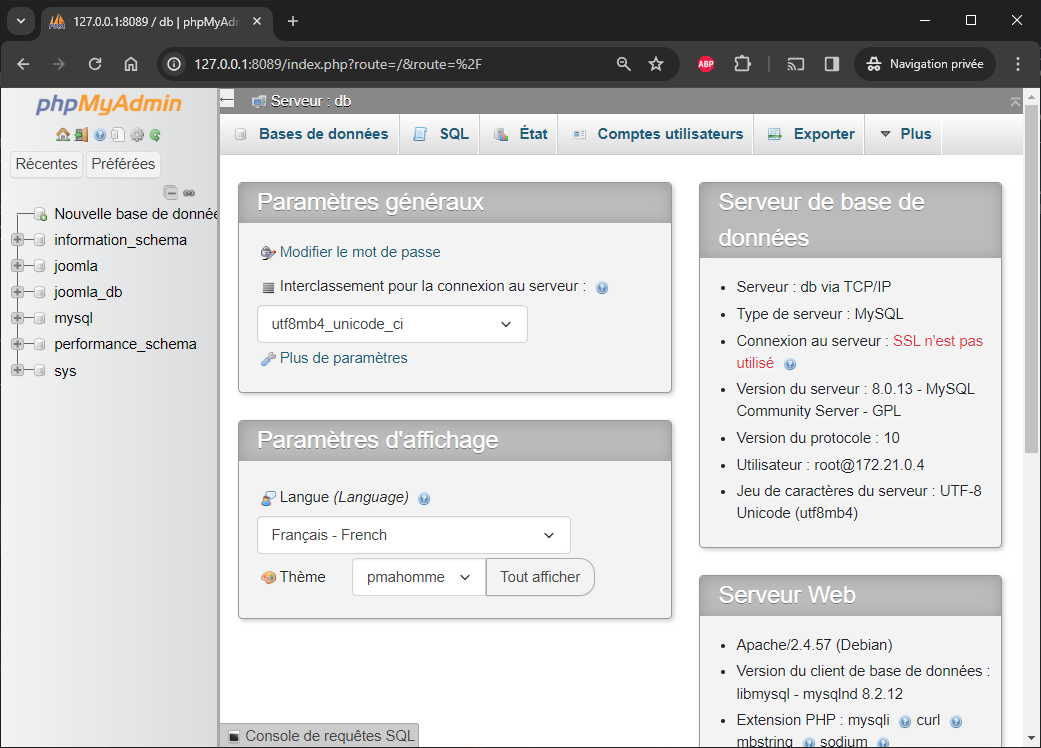 127.0.0.1:8089 / db | phpMyAdn
127.0.0.1:8089/index.php?route=/&route=%2F
ABP
Navigation privée
phpMyAdmin
Récentes
Préférées
Nouvelle base de donnée
information_schema
joomla
joomla_db
mysql
performance_schema
sys
Serveur : db
Bases de données
SQL
État
Comptes utilisateurs
Exporter
Plus
Paramètres généraux
Modifier le mot de passe
Interclassement pour la connexion au serveur :
utf8mb4_unicode_ci
Plus de paramètres
Paramètres d'affichage
Langue (Language)
Français - French
Thème
pmahomme
Tout afficher
Serveur de base de
données
Serveur : db via TCP/IP
Type de serveur : MySQL
Connexion au serveur : SSL n'est pas
utilisé
Version du serveur : 8.0.13 - MySQL
Community Server - GPL
Version du protocole : 10
Utilisateur : root@172.21.0.4
Jeu de caractères du serveur : UTF-8
Unicode (utf8mb4)
Serveur Web
Apache/2.4.57 (Debian)
Version du client de base de données :
libmysql - mysqlnd 8.2.12
Extension PHP : mysqli curl
mbstring sodium
Console de requêtes SQL